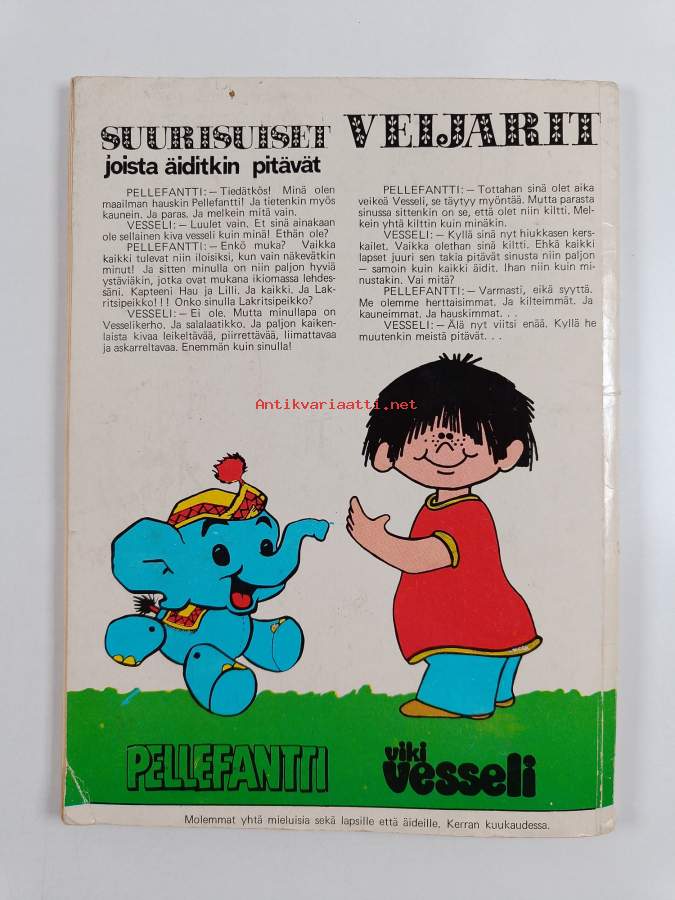 SUURISUISET VEIJARIT
joista äiditkin pitävät
PELLEFANTTI: — Tiedätkös! Minä olen
maailman hauskin Pellefantti! Ja tietenkin myös
kaunein. Ja paras. Ja melkein mitä vain.
VESSELI: — Luulet vain. Et sinä ainakaan
ole sellainen kiva vesseli kuin minä! Ethän ole?
PELLEFANTTI: — Enkö muka? Vaikka
kaikki tulevat niin iloisiksi, kun vain näkevätkin
minut! Ja sitten minulla on niin paljon hyviä
ystäviäkin, jotka ovat mukana ikiomassa lehdes-
säni. Kapteeni Hau ja Lilli. Ja kaikki. Ja Lak-
ritsipeikko! ! ! Onko sinulla Lakritsipeikko?
VESSELI: — Ei ole. Mutta minullapa on
Vesselikerho. Ja salalaatikko. Ja paljon kaiken-
laista kivaa leikeltävää, piirrettävää, liimattavaa
ja askarreltavaa. Enemmän kuin sinulla!
PELLEFANTTI: — Tottahan sinä olet aika
veikeä Vesseli, se täytyy myöntää. Mutta parasta
sinussa sittenkin on se, että olet niin kiltti. Mel-
kein yhtä kilttin kuin minäkin.
VESSELI: — Kyllä sinä nyt hiukkasen kers-
kailet. Vaikka olethan sinä kiltti. Ehkä kaikki
lapset juuri sen takia pitävät sinusta niin paljon
— samoin kuin kaikki äidit. Ihan niin kuin mi-
nustakin. Vai mitä?
PELLEFANTTI: — Varmasti, eikä syyttä.
Me olemme herttaisimmat. Ja kilteimmät. Ja
kauneimmat. Ja hauskimmat. . .
VESSELI: — Älä nyt viitsi enää. Kyllä he
muutenkin meistä pitävät. . .
Antikvariaatti.net
PELLEFANTTI
viki
vesseli
Molemmat yhtä mieluisia sekä lapsille että äideille. Kerran kuukaudessa.